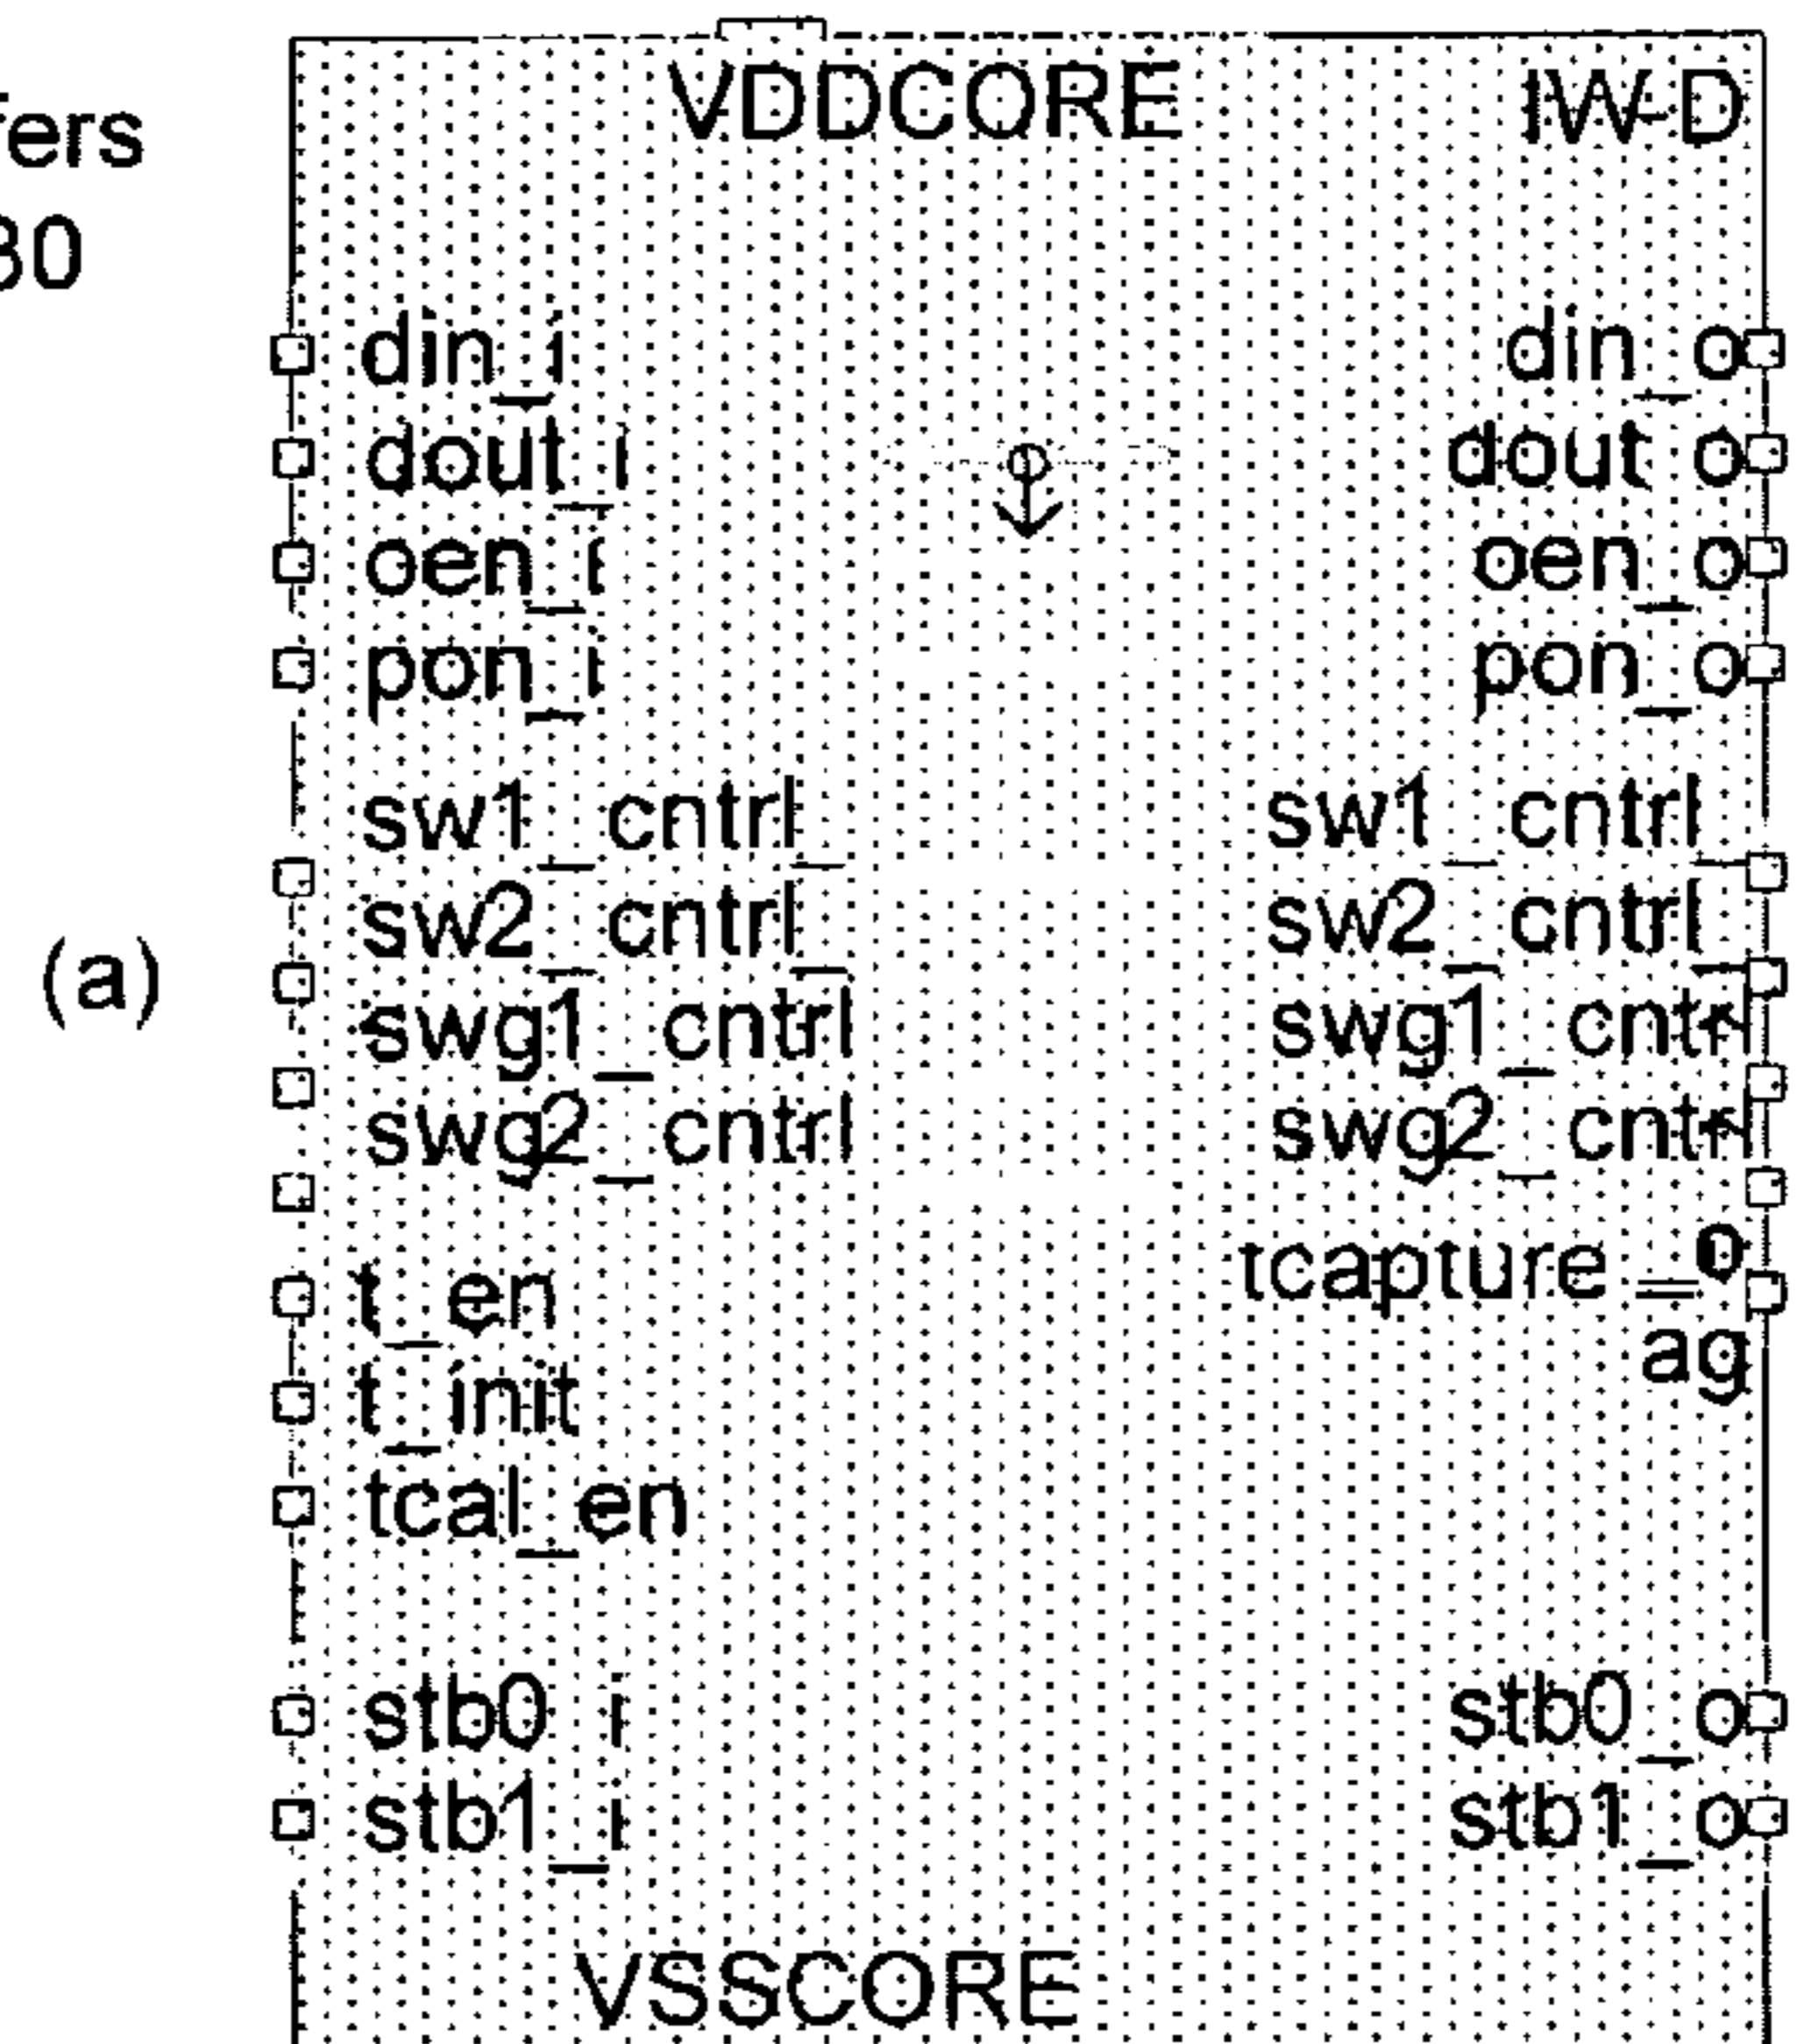 VDDCORE IW-D
30
din_i din_o
dout_i dout_o
oen_i oen_o
pon_i pon_o
sw1_cntrl_ sw1_cntrl_
sw2_cntrl_ sw2_cntrl_
(a)
swg1_cntrl swg1_cntrl
swg2_cntrl swg2_cntrl
t_en tcapture_o
ag
t_init
tcal_en
stb0_i stb0_o
stb1_i stb1_o
VSSCORE